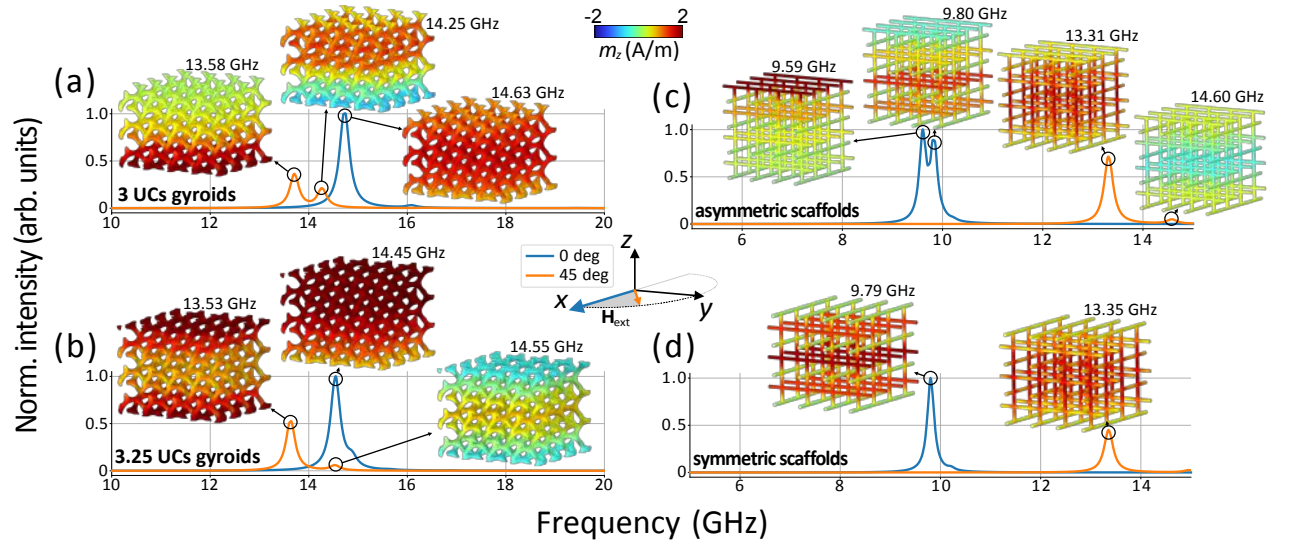 -2
2
m_z (A/m)
Norm. intensity (arb. units)
(a)
13.58 GHz
14.25 GHz
14.63 GHz
1.0
0.5
0
3 UCs gyroids
10
12
14
16
18
20
(c)
9.59 GHz
9.80 GHz
13.31 GHz
14.60 GHz
1.0
0.5
0
asymmetric scaffolds
6
8
10
12
14
0 deg
45 deg
z
x
y
H_ext
(b)
13.53 GHz
14.45 GHz
14.55 GHz
1.0
0.5
0
3.25 UCs gyroids
10
12
14
16
18
20
(d)
9.79 GHz
13.35 GHz
1.0
0.5
0
symmetric scaffolds
6
8
10
12
14
Frequency (GHz)